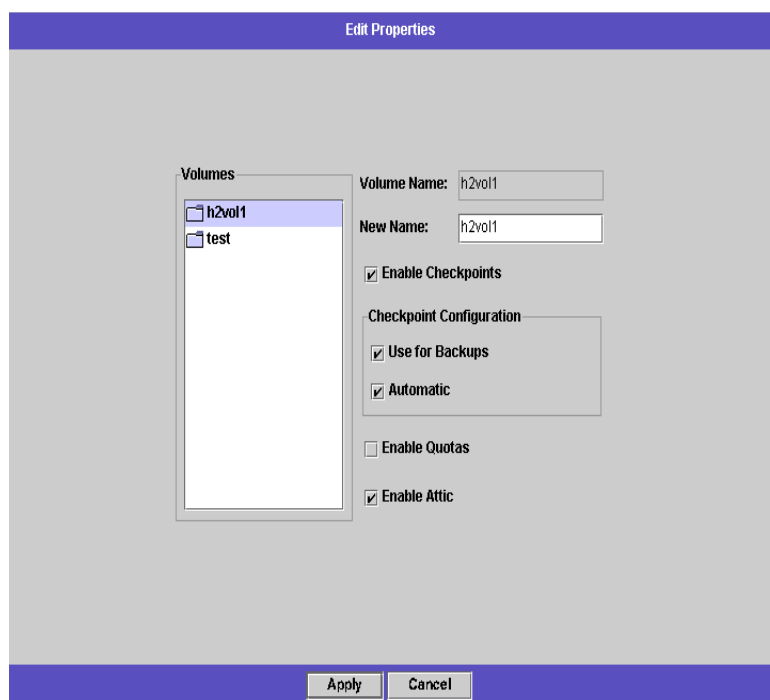 Edit Properties
Volumes
h2vol1
test
Volume Name: h2vol1
New Name: h2vol1
Enable Checkpoints
Checkpoint Configuration
Use for Backups
Automatic
Enable Quotas
Enable Attic
Apply Cancel